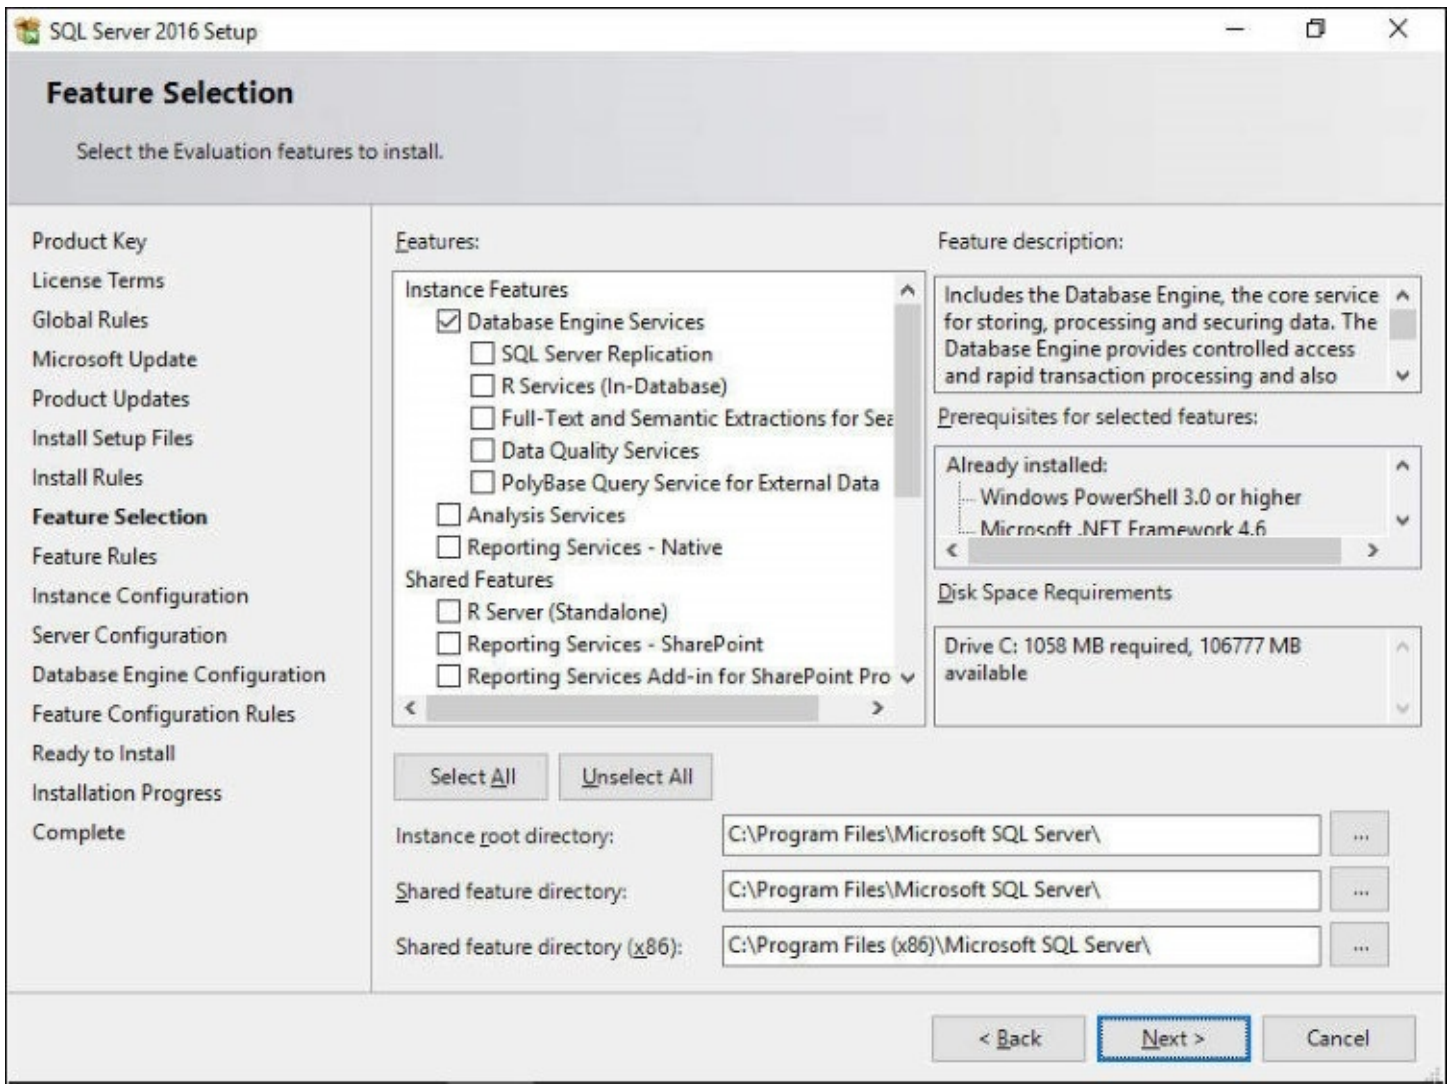 SQL Server 2016 Setup
Feature Selection
Select the Evaluation features to install.
Product Key
License Terms
Global Rules
Microsoft Update
Product Updates
Install Setup Files
Install Rules
Feature Selection
Feature Rules
Instance Configuration
Server Configuration
Database Engine Configuration
Feature Configuration Rules
Ready to Install
Installation Progress
Complete
Features:
Instance Features
Database Engine Services
SQL Server Replication
R Services (In-Database)
Full-Text and Semantic Extractions for Sea
Data Quality Services
PolyBase Query Service for External Data
Analysis Services
Reporting Services - Native
Shared Features
R Server (Standalone)
Reporting Services - SharePoint
Reporting Services Add-in for SharePoint Pro
Feature description:
Includes the Database Engine, the core service
for storing, processing and securing data. The
Database Engine provides controlled access
and rapid transaction processing and also
Prerequisites for selected features:
Already installed:
Windows PowerShell 3.0 or higher
Microsoft .NET Framework 4.6
Disk Space Requirements
Drive C: 1058 MB required, 106777 MB
available
Select All
Unselect All
Instance root directory:
C:\Program Files\Microsoft SQL Server\
...
Shared feature directory:
C:\Program Files\Microsoft SQL Server\
...
Shared feature directory (x86):
C:\Program Files (x86)\Microsoft SQL Server\
...
< Back
Next >
Cancel